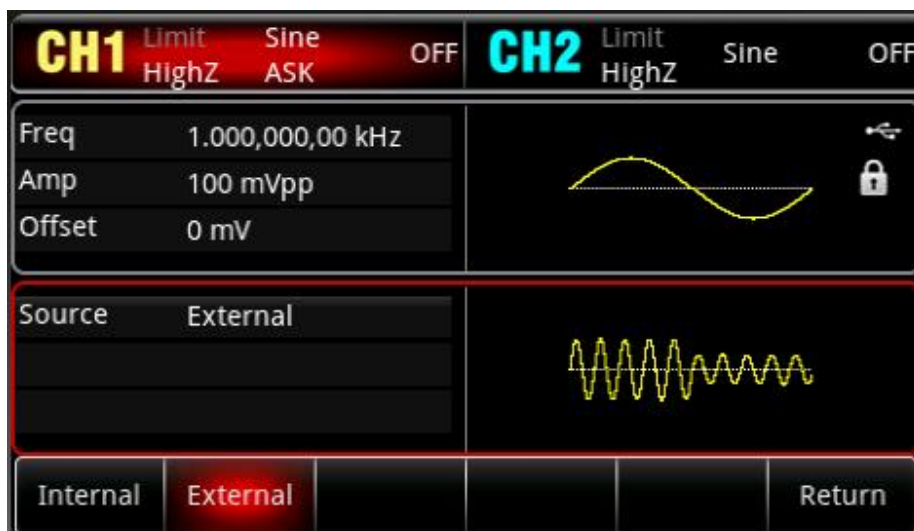 CH1 Limit Sine OFF CH2 Limit Sine OFF
HighZ ASK HighZ
Freq 1.000,000,00 kHz
Amp 100 mVpp
Offset 0 mV
Source External
Internal External Return